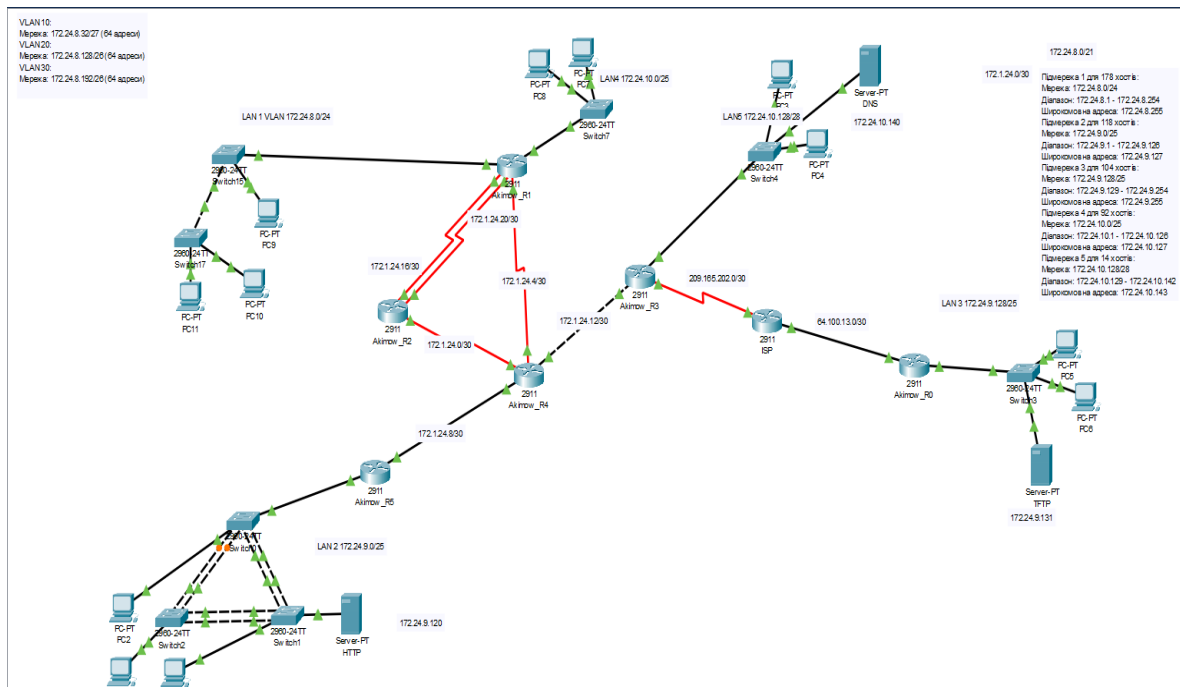 VLAN 10:
Мережа: 172.24.8.32/27 (64 адреси)
VLAN20:
Мережа: 172.24.8.128/26 (64 адреси)
VLAN30:
Мережа: 172.24.8.192/26 (64 адреси)
PC-PT
PC8
PC-PT
LAN4 172.24.10.0/25
2960-24TT
Switch7
LAN 1 VLAN 172.24.8.0/24
2960-24TT
Switch15
PC-PT
PC9
2960-24TT
Switch17
PC-PT
PC11
PC-PT
PC10
2911
Akimow_R1
172.1.24.20/30
172.1.24.16/30
172.1.24.4/30
2911
Akimow_R2
172.1.24.0/30
2911
Akimow_R4
172.1.24.12/30
172.1.24.8/30
2911
Akimow_R5
2911
Akimow_R3
209.165.202.0/30
2911
ISP
64.100.13.0/30
2911
Akimow_R0
LAN5 172.24.10.128/28
PC-PT
2960-24TT
Switch4
PC-PT
PC4
Server-PT
DNS
172.24.10.140
172.1.24.0/30
172.24.8.0/21
Підмережа 1 для 178 хостів:
Мережа: 172.24.8.0/24
Діапазон: 172.24.8.1 - 172.24.8.254
Широкомовна адреса: 172.24.8.255
Підмережа 2 для 118 хостів:
Мережа: 172.24.9.0/25
Діапазон: 172.24.9.1 - 172.24.9.126
Широкомовна адреса: 172.24.9.127
Підмережа 3 для 104 хостів:
Мережа: 172.24.9.128/25
Діапазон: 172.24.9.129 - 172.24.9.254
Широкомовна адреса: 172.24.9.255
Підмережа 4 для 92 хостів:
Мережа: 172.24.10.0/25
Діапазон: 172.24.10.1 - 172.24.10.126
Широкомовна адреса: 172.24.10.127
Підмережа 5 для 14 хостів:
Мережа: 172.24.10.128/28
Діапазон: 172.24.10.129 - 172.24.10.142
Широкомовна адреса: 172.24.10.143
LAN 3 172.24.9.128/25
PC-PT
PC5
2960-24TT
Switch3
PC-PT
PC6
Server-PT
TFTP
172.24.9.131
2960-24TT
Switch0
LAN 2 172.24.9.0/25
PC-PT
PC2
2960-24TT
Switch2
2960-24TT
Switch1
Server-PT
HTTP
172.24.9.120